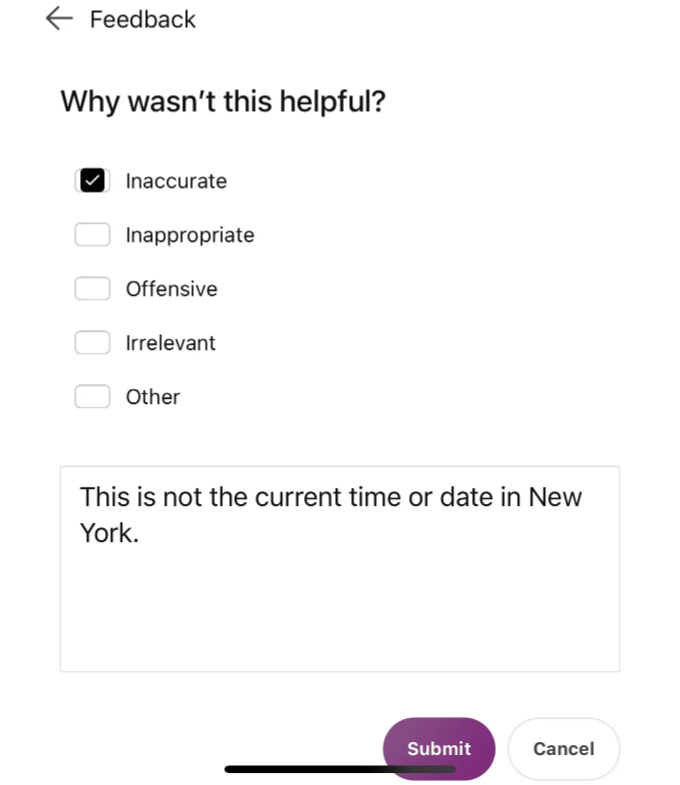 Feedback
Why wasn't this helpful?
Inaccurate
Inappropriate
Offensive
Irrelevant
Other
This is not the current time or date in New
York.
Submit
Cancel